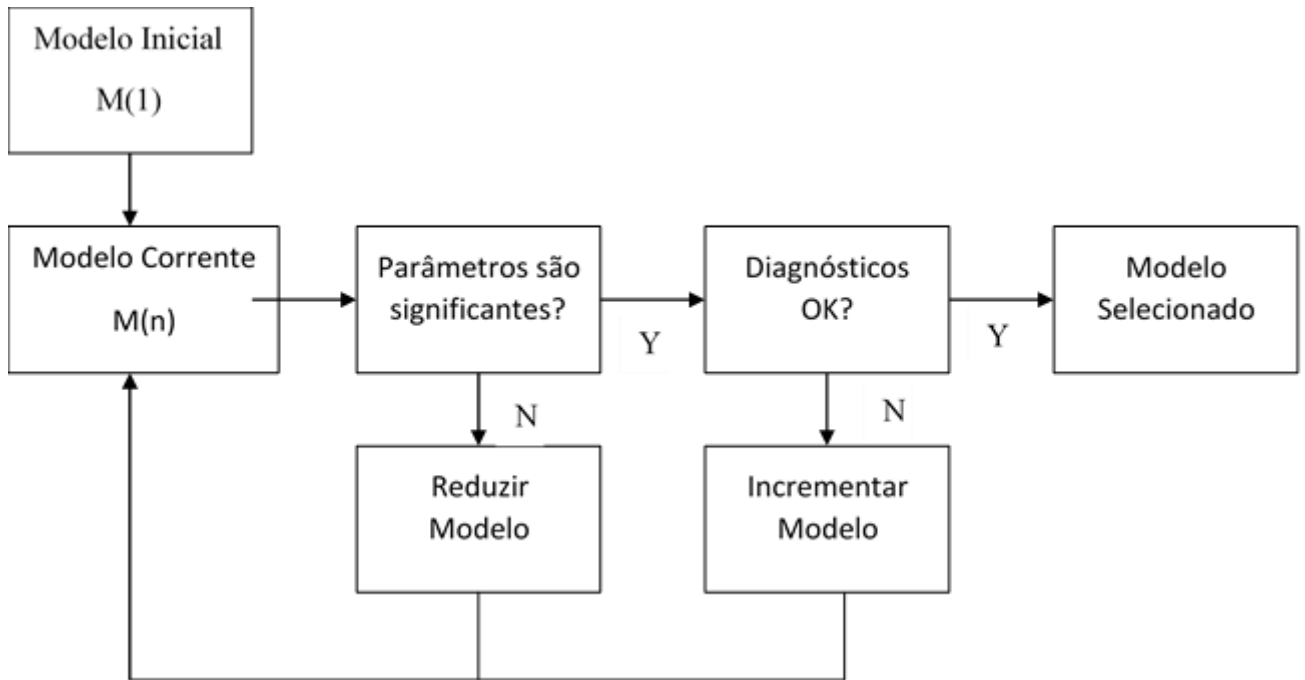 Modelo Inicial
M(1)
Modelo Corrente
M(n)
Parâmetros são
significantes?
Y
Diagnósticos
OK?
Y
Modelo
Selecionado
N
N
Reduzir
Modelo
Incrementar
Modelo